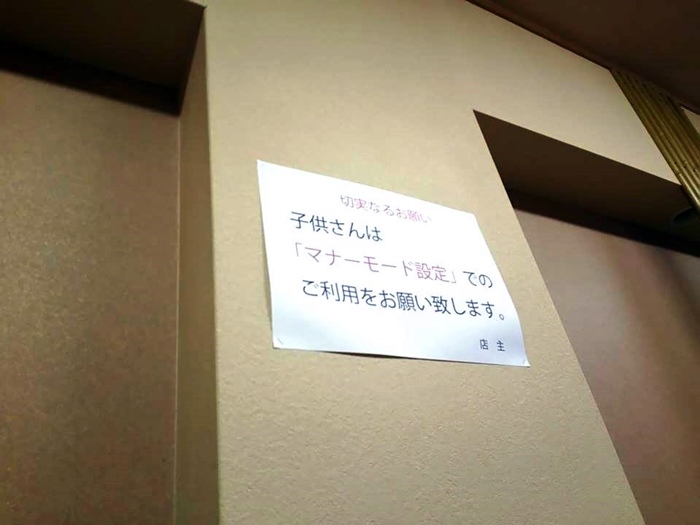 切実なるお願い
子供さんは
「マナーモード設定」での
ご利用をお願い致します。
店 主